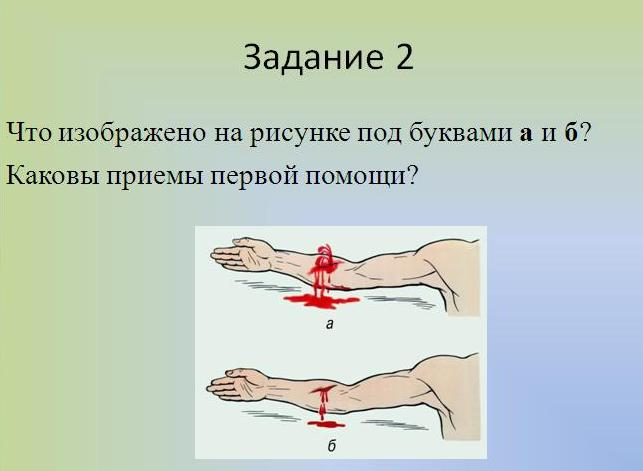 Задание 2
Что изображено на рисунке под буквами а и б?
Каковы приемы первой помощи?
а
б